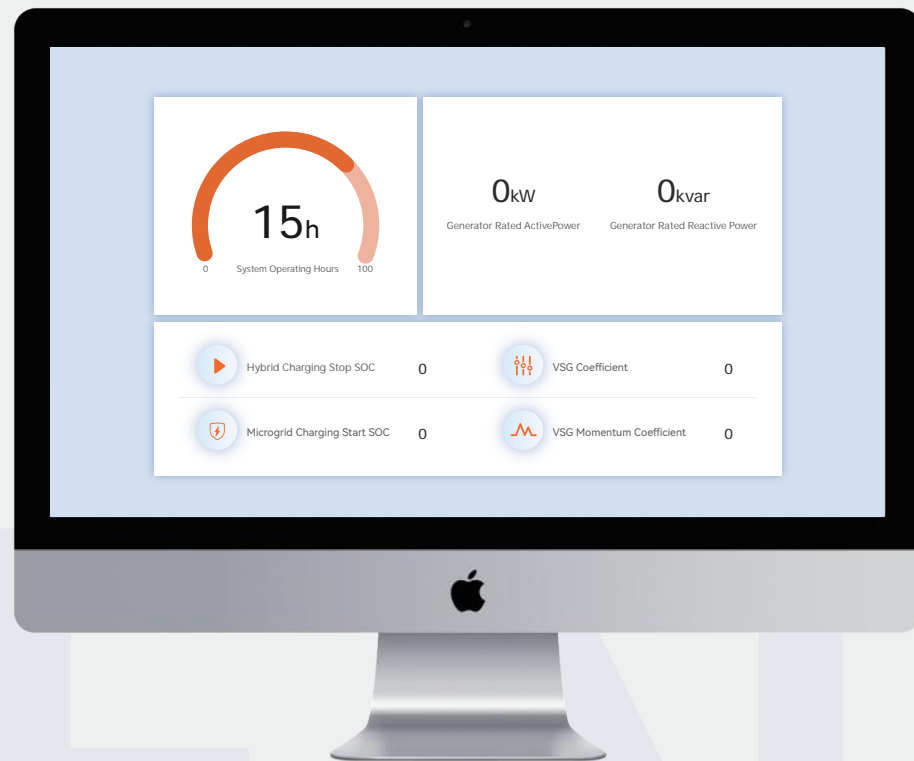 15h
0 System Operating Hours 100
0kW 0kvar
Generator Rated ActivePower Generator Rated Reactive Power
Hybrid Charging Stop SOC 0 VSG Coefficient 0
Microgrid Charging Start SOC 0 VSG Momentum Coefficient 0